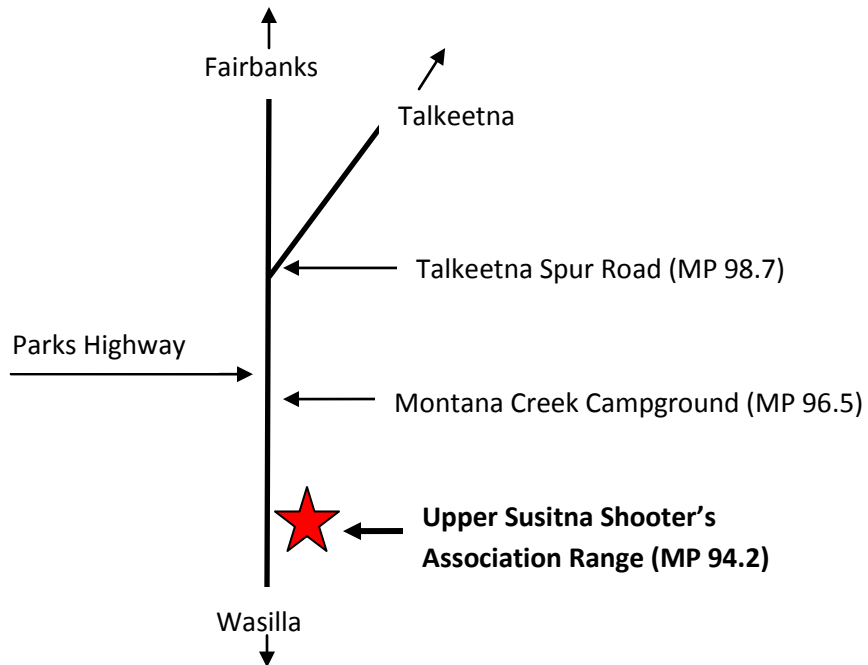 Fairbanks
Talkeetna
Talkeetna Spur Road (MP 98.7)
Parks Highway
Montana Creek Campground (MP 96.5)
Upper Susitna Shooter’s
Association Range (MP 94.2)
Wasilla